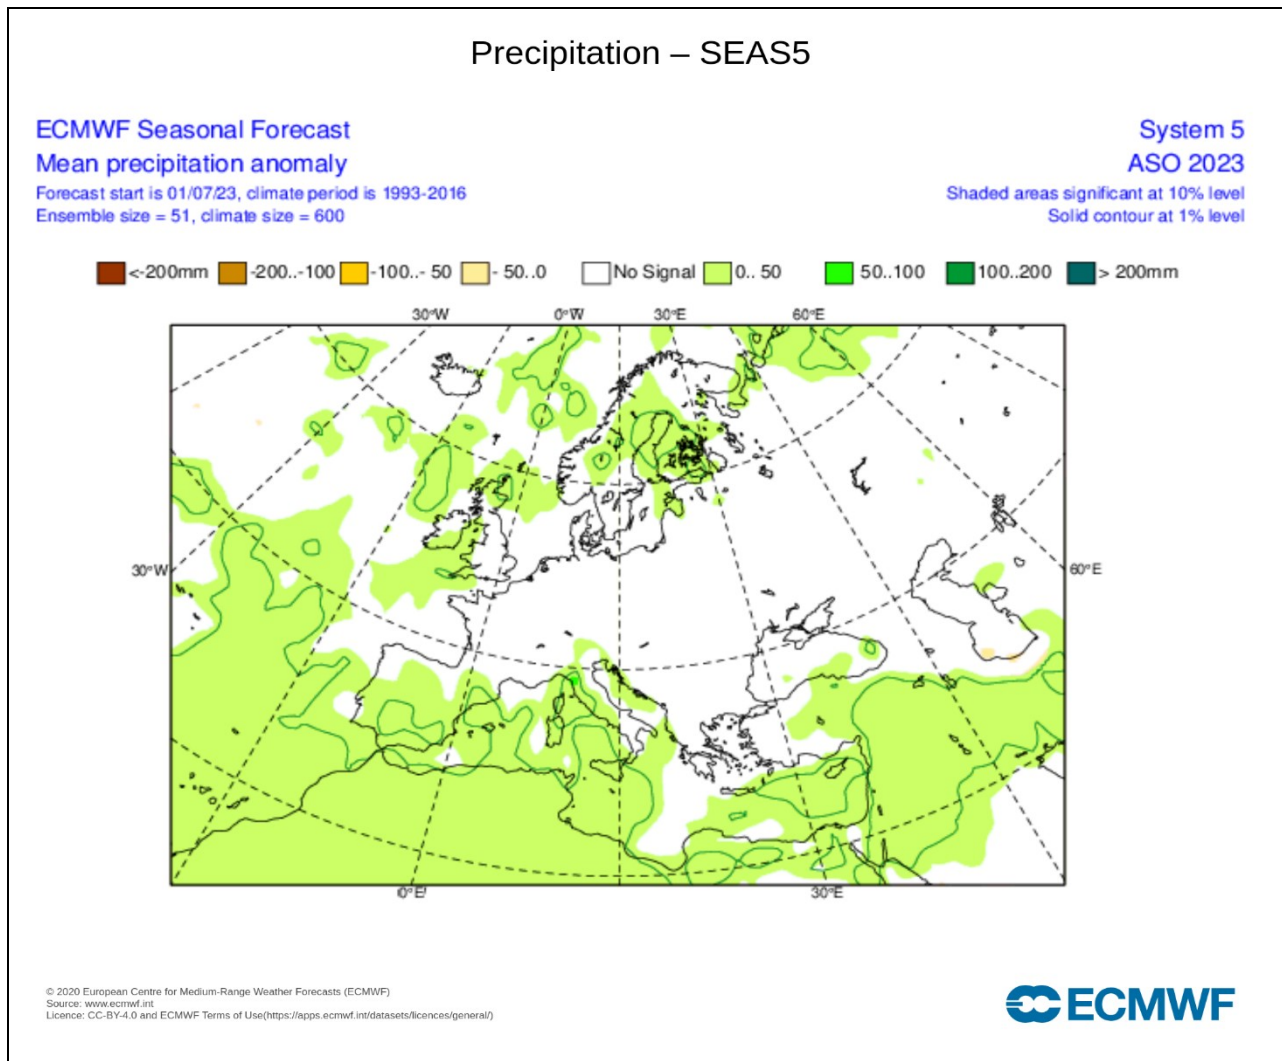 Precipitation – SEAS5
ECMWF Seasonal Forecast
Mean precipitation anomaly
Forecast start is 01/07/23, climate period is 1993-2016
Ensemble size = 51, climate size = 600
System 5
ASO 2023
Shaded areas significant at 10% level
Solid contour at 1% level
<-200mm -200..-100 -100..- 50 - 50..0 No Signal 0.. 50 50..100 100..200 > 200mm
30°W 0°W 30°E 60°E
30°W 60°E
0°E 30°E
© 2020 European Centre for Medium-Range Weather Forecasts (ECMWF)
Source: www.ecmwf.int
Licence: CC-BY-4.0 and ECMWF Terms of Use(https://apps.ecmwf.int/datasets/licences/general/)
ECMWF